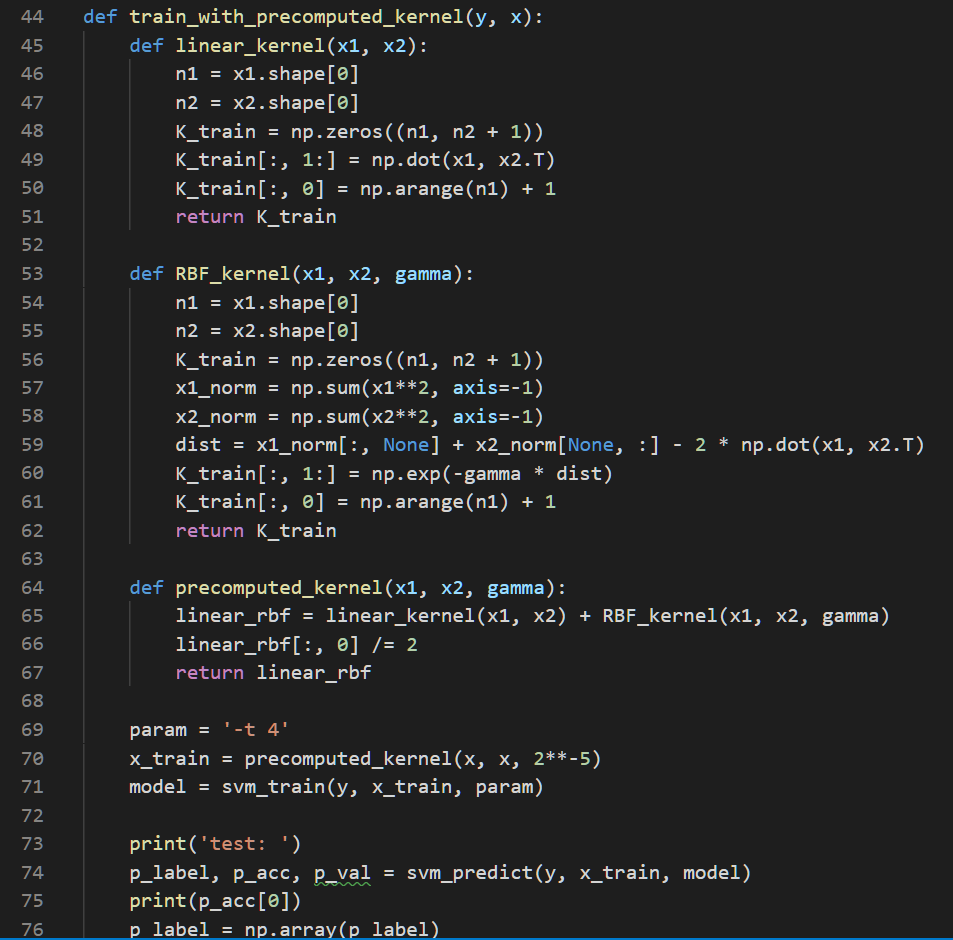 44 def train_with_precomputed_kernel(y, x):
45     def linear_kernel(x1, x2):
46         n1 = x1.shape[0]
47         n2 = x2.shape[0]
48         K_train = np.zeros((n1, n2 + 1))
49         K_train[:, 1:] = np.dot(x1, x2.T)
50         K_train[:, 0] = np.arange(n1) + 1
51         return K_train
52
53     def RBF_kernel(x1, x2, gamma):
54         n1 = x1.shape[0]
55         n2 = x2.shape[0]
56         K_train = np.zeros((n1, n2 + 1))
57         x1_norm = np.sum(x1**2, axis=-1)
58         x2_norm = np.sum(x2**2, axis=-1)
59         dist = x1_norm[:, None] + x2_norm[None, :] - 2 * np.dot(x1, x2.T)
60         K_train[:, 1:] = np.exp(-gamma * dist)
61         K_train[:, 0] = np.arange(n1) + 1
62         return K_train
63
64     def precomputed_kernel(x1, x2, gamma):
65         linear_rbf = linear_kernel(x1, x2) + RBF_kernel(x1, x2, gamma)
66         linear_rbf[:, 0] /= 2
67         return linear_rbf
68
69     param = '-t 4'
70     x_train = precomputed_kernel(x, x, 2**-5)
71     model = svm_train(y, x_train, param)
72
73     print('test: ')
74     p_label, p_acc, p_val = svm_predict(y, x_train, model)
75     print(p_acc[0])
76     p_label = np.array(p_label)